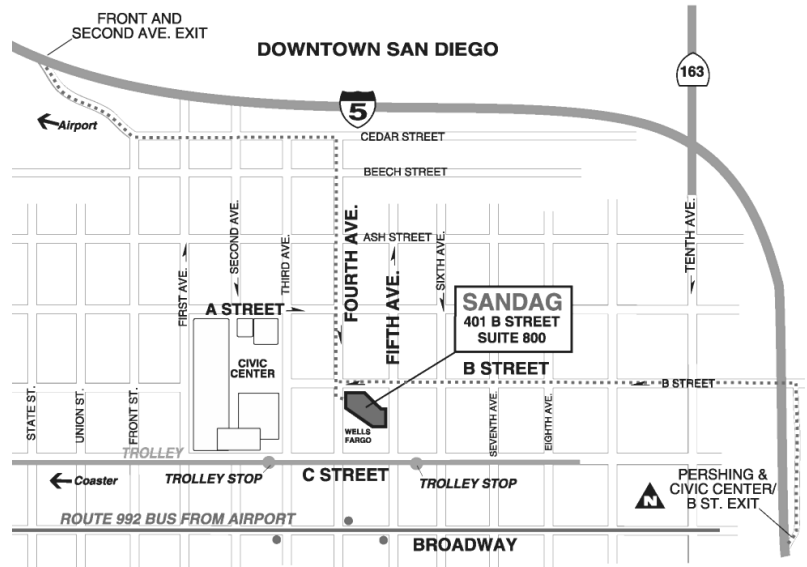 FRONT AND
SECOND AVE. EXIT
DOWNTOWN SAN DIEGO
163
5
Airport
CEDAR STREET
BEECH STREET
ASH STREET
FIRST AVE.
SECOND AVE.
THIRD AVE.
FOURTH AVE.
FIFTH AVE.
SIXTH AVE.
TENTH AVE.
A STREET
SANDAG
401 B STREET
SUITE 800
CIVIC
CENTER
B STREET
B STREET
STATE ST.
UNION ST.
FRONT ST.
WELLS
FARGO
SEVENTH AVE.
EIGHTH AVE.
TROLLEY
TROLLEY STOP
C STREET
TROLLEY STOP
Coaster
PERSHING &
CIVIC CENTER/
B ST. EXIT
N
ROUTE 992 BUS FROM AIRPORT
BROADWAY